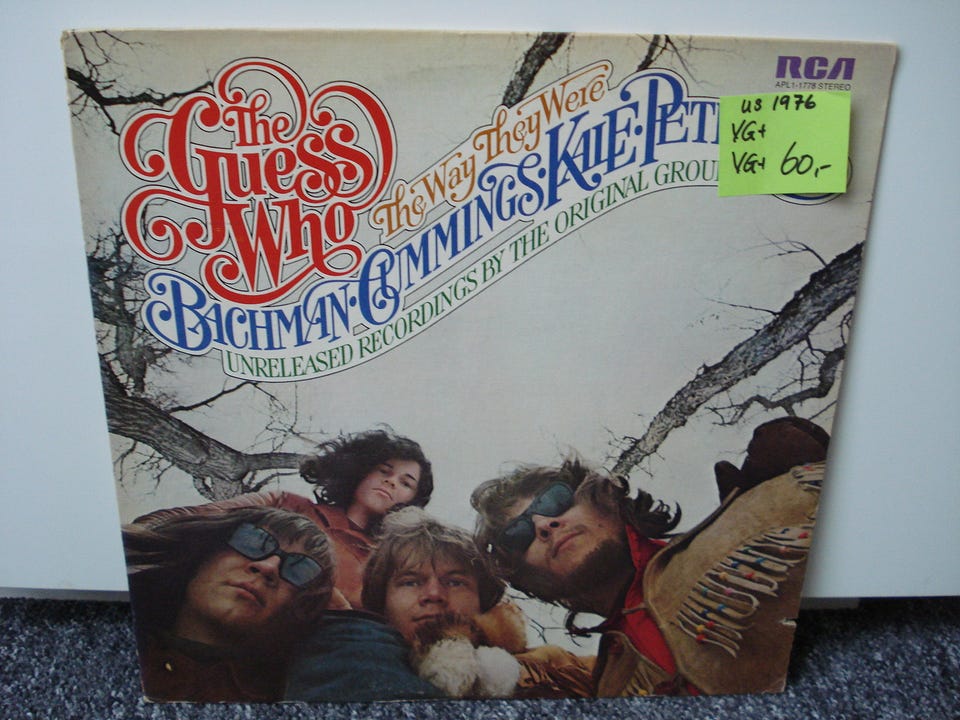 The
Guess
Who
The Way They Were
BACHMAN·CUMMINGS·KALE·PET
UNRELEASED RECORDINGS BY THE ORIGINAL GROU
RCA
APL1-1778 STEREO
US 1976
VG+
VG+ 60,-